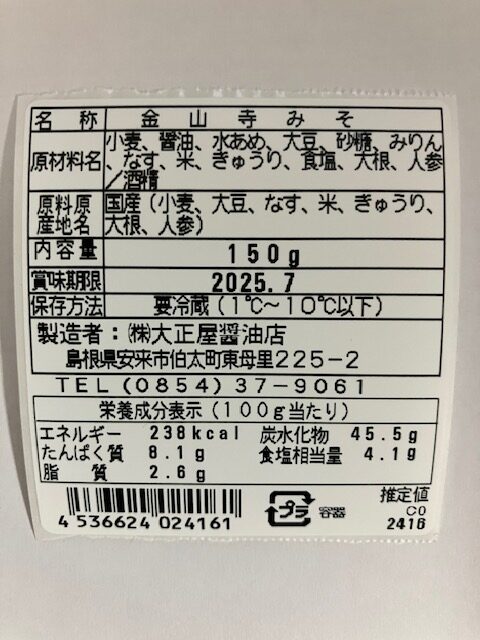 名称 金山寺みそ
原材料名 小麦、醤油、水あめ、大豆、砂糖、みりん
、なす、米、きゅうり、食塩、大根、人参
／酒精
原料原産地名 国産（小麦、大豆、なす、米、きゅうり、
大根、人参）
内容量 150g
賞味期限 2025.7
保存方法 要冷蔵（1℃〜10℃以下）
製造者：㈱大正屋醤油店
島根県安来市伯太町東母里225-2
TEL（0854）37-9061
栄養成分表示（100g当たり）
エネルギー 238kcal 炭水化物 45.5g
たんぱく質 8.1g 食塩相当量 4.1g
脂質 2.6g
推定値
プラ 容器
C0
4 536624 024161
2416